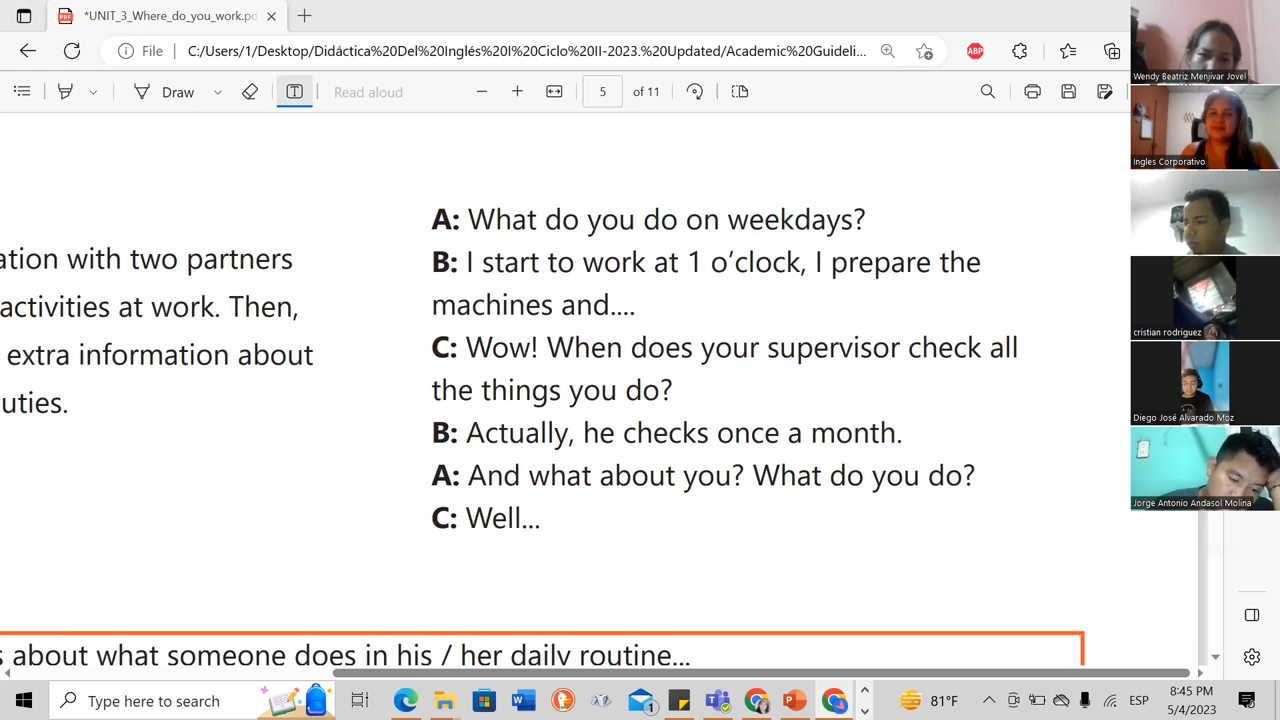 *UNIT_3_Where_do_you_work.pd
File
C:/Users/1/Desktop/Didáctica%20Del%20Inglés%20I%20Ciclo%20II-2023.%20Updated/Academic%20Guideli...
ABP
Draw
Read aloud
5
of 11
A: What do you do on weekdays?
B: I start to work at 1 o'clock, I prepare the
machines and....
C: Wow! When does your supervisor check all
the things you do?
B: Actually, he checks once a month.
A: And what about you? What do you do?
C: Well...
ation with two partners
activities at work. Then,
extra information about
uties.
s about what someone does in his / her daily routine...
Wendy Beatriz Menjivar Jovel
Ingles Corporativo
cristian rodriguez
Diego José Alvarado Moz
Jorge Antonio Andasol Molina
Type here to search
81°F
ESP
8:45 PM
5/4/2023